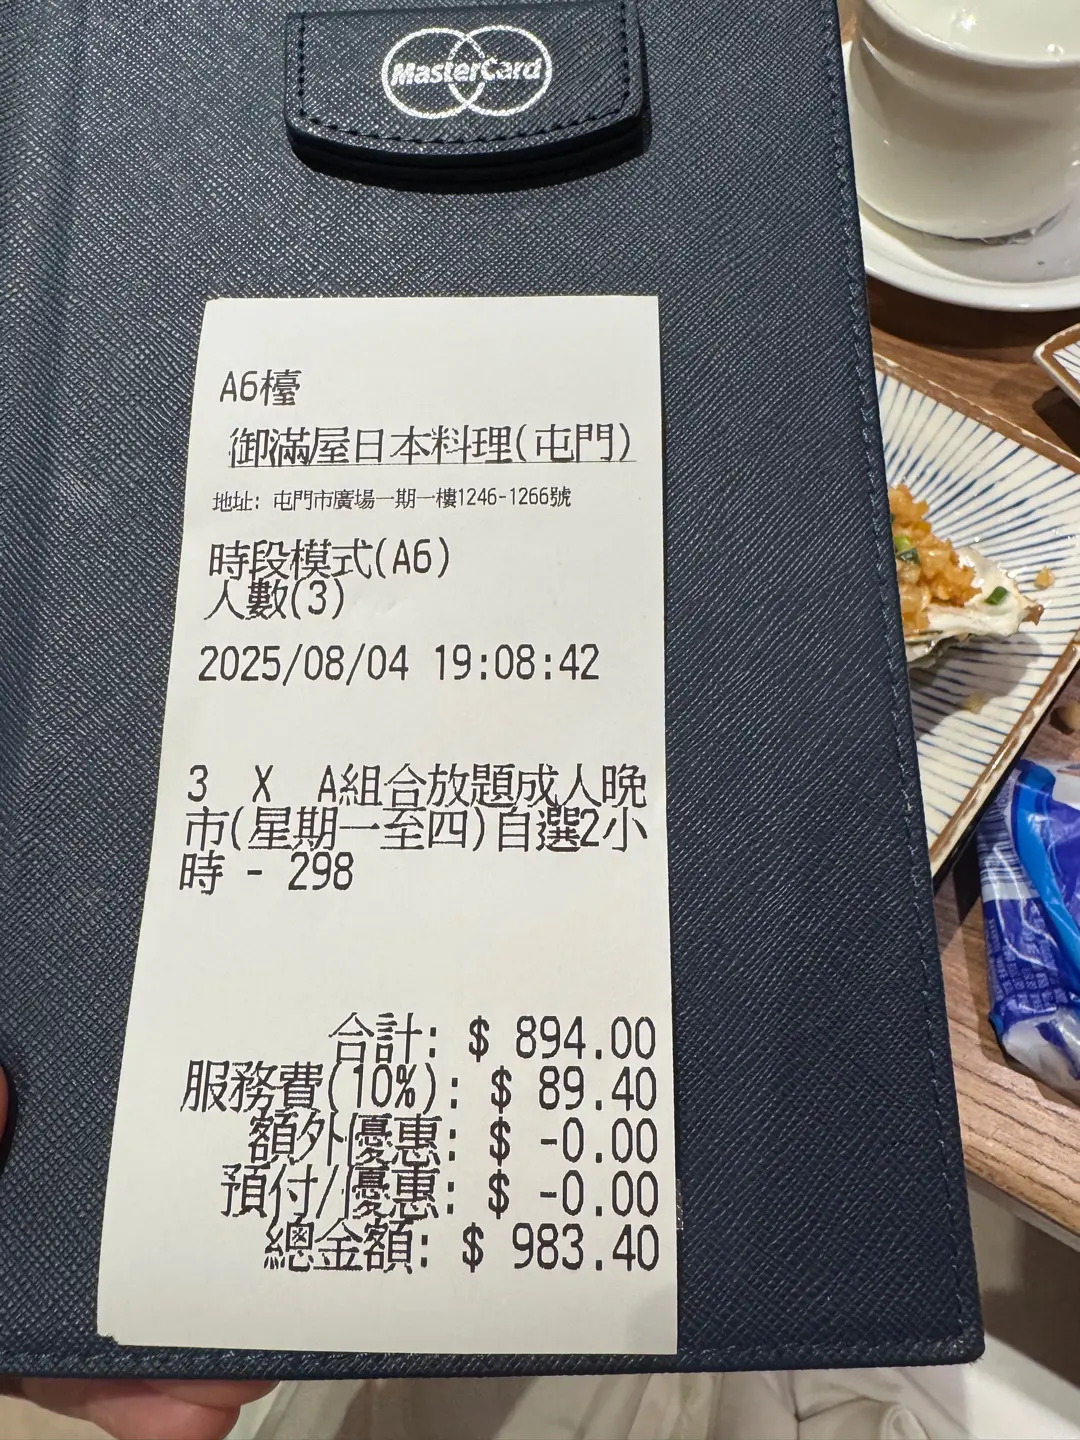 MasterCard
A6檯
御滿屋日本料理(屯門)
地址: 屯門市廣場一期一樓1246-1266號
時段模式(A6)
人數(3)
2025/08/04 19:08:42
3 X A組合放題成人晚
市(星期一至四)自選2小
時 - 298
合計: $ 894.00
服務費(10%): $ 89.40
額外優惠: $ -0.00
預付/優惠: $ -0.00
總金額: $ 983.40